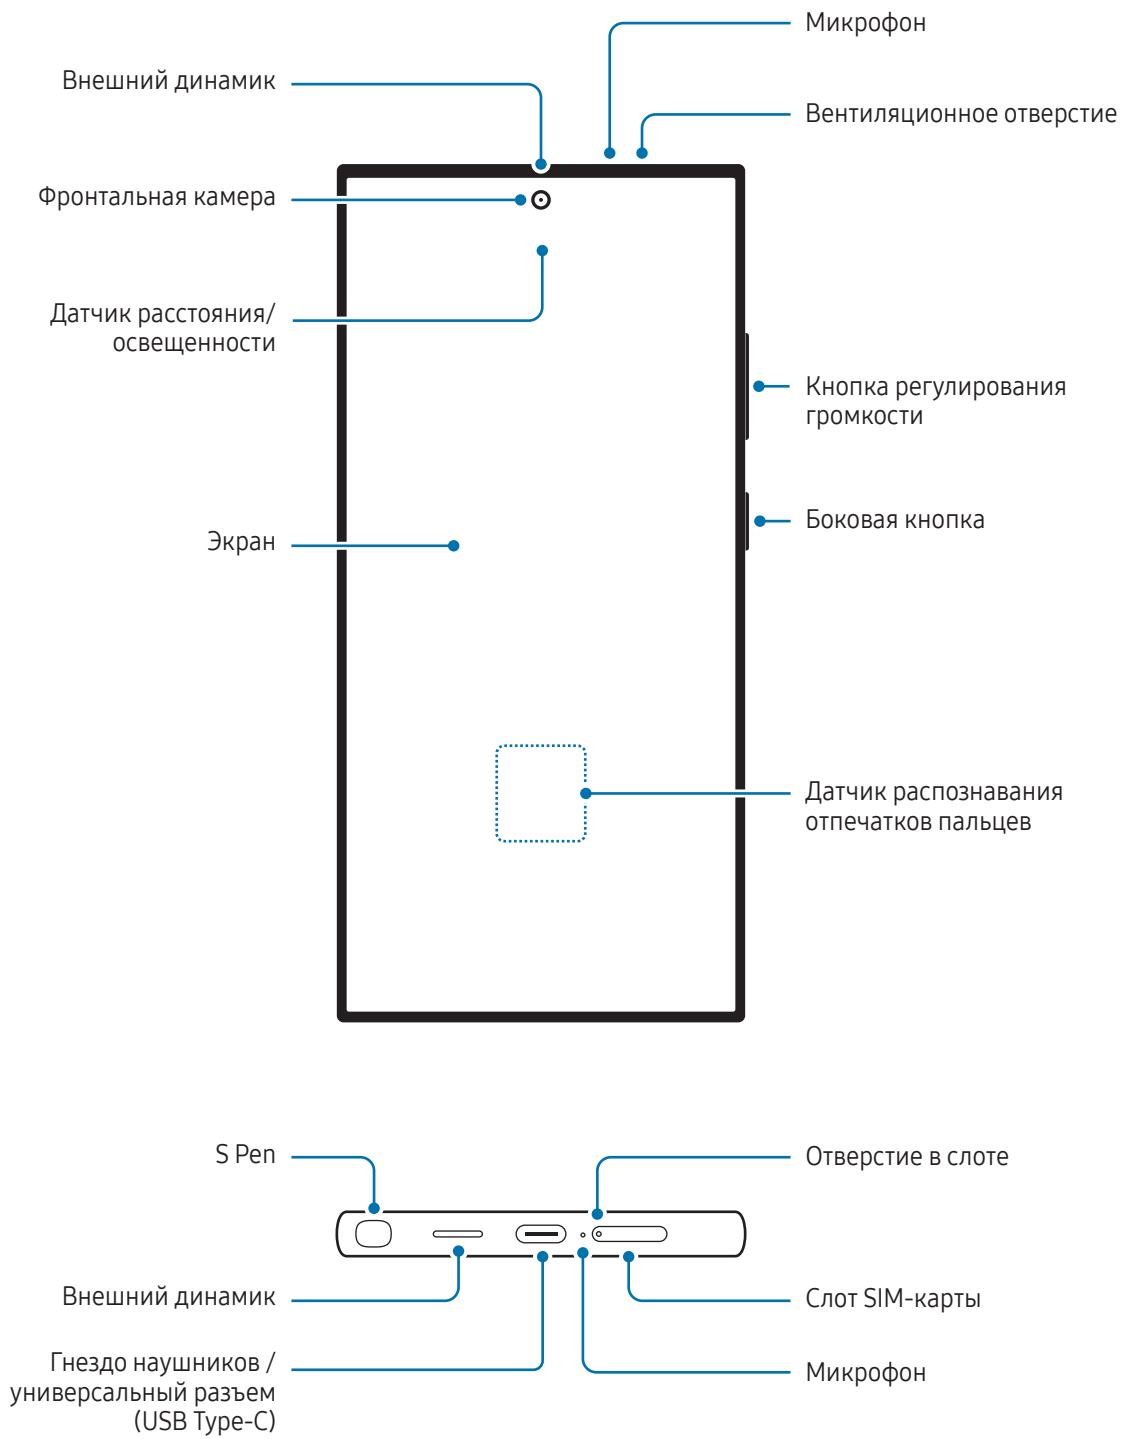 Микрофон
Внешний динамик
Вентиляционное отверстие
Фронтальная камера
Датчик расстояния/
освещенности
Кнопка регулирования
громкости
Боковая кнопка
Экран
Датчик распознавания
отпечатков пальцев
S Pen
Отверстие в слоте
Внешний динамик
Слот SIM-карты
Гнездо наушников /
универсальный разъем
(USB Type-C)
Микрофон